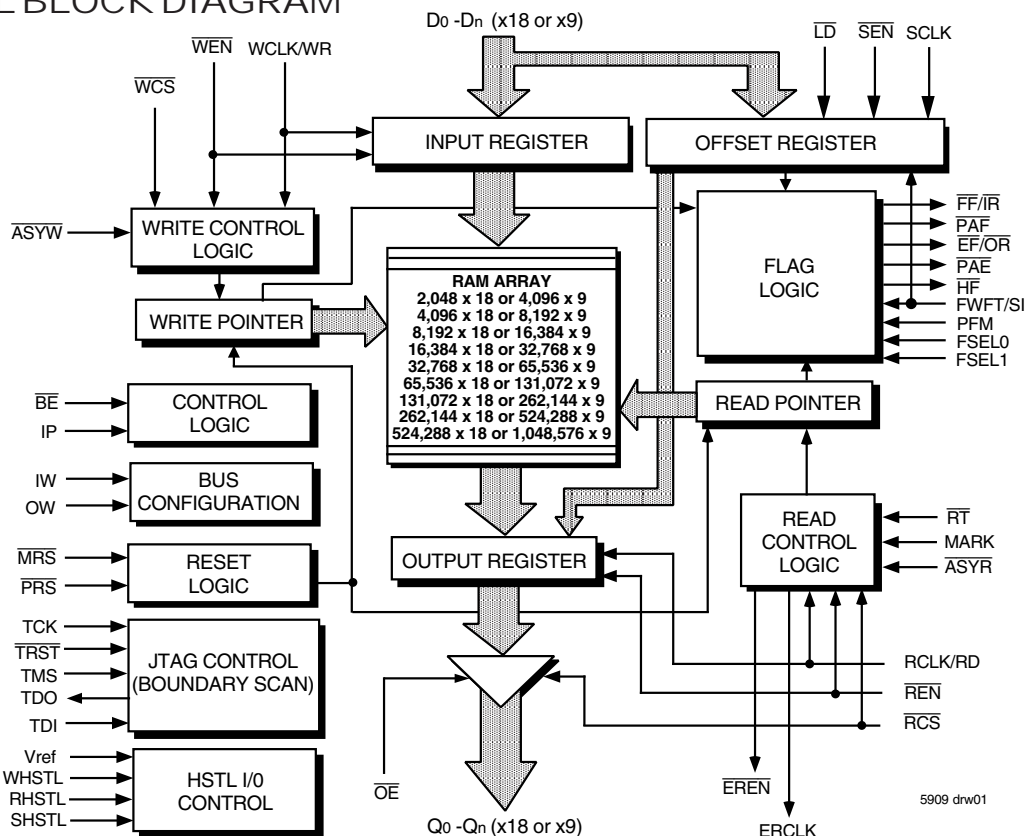 BLOCK DIAGRAM
D0 -Dn (x18 or x9)
WEN WCLK/WR
LD SEN SCLK
WCS
INPUT REGISTER
OFFSET REGISTER
ASYW
WRITE CONTROL
LOGIC
WRITE POINTER
RAM ARRAY
2,048 x 18 or 4,096 x 9
4,096 x 18 or 8,192 x 9
8,192 x 18 or 16,384 x 9
16,384 x 18 or 32,768 x 9
32,768 x 18 or 65,536 x 9
65,536 x 18 or 131,072 x 9
131,072 x 18 or 262,144 x 9
262,144 x 18 or 524,288 x 9
524,288 x 18 or 1,048,576 x 9
FLAG
LOGIC
FF/IR
PAF
EF/OR
PAE
HF
FWFT/SI
PFM
FSEL0
FSEL1
READ POINTER
BE
IP
CONTROL
LOGIC
IW
OW
BUS
CONFIGURATION
MRS
PRS
RESET
LOGIC
OUTPUT REGISTER
READ
CONTROL
LOGIC
RT
MARK
ASYR
TCK
TRST
TMS
TDO
TDI
JTAG CONTROL
(BOUNDARY SCAN)
RCLK/RD
REN
RCS
Vref
WHSTL
RHSTL
SHSTL
HSTL I/0
CONTROL
OE
EREN
ERCLK
5909 drw01
Q0 -Qn (x18 or x9)